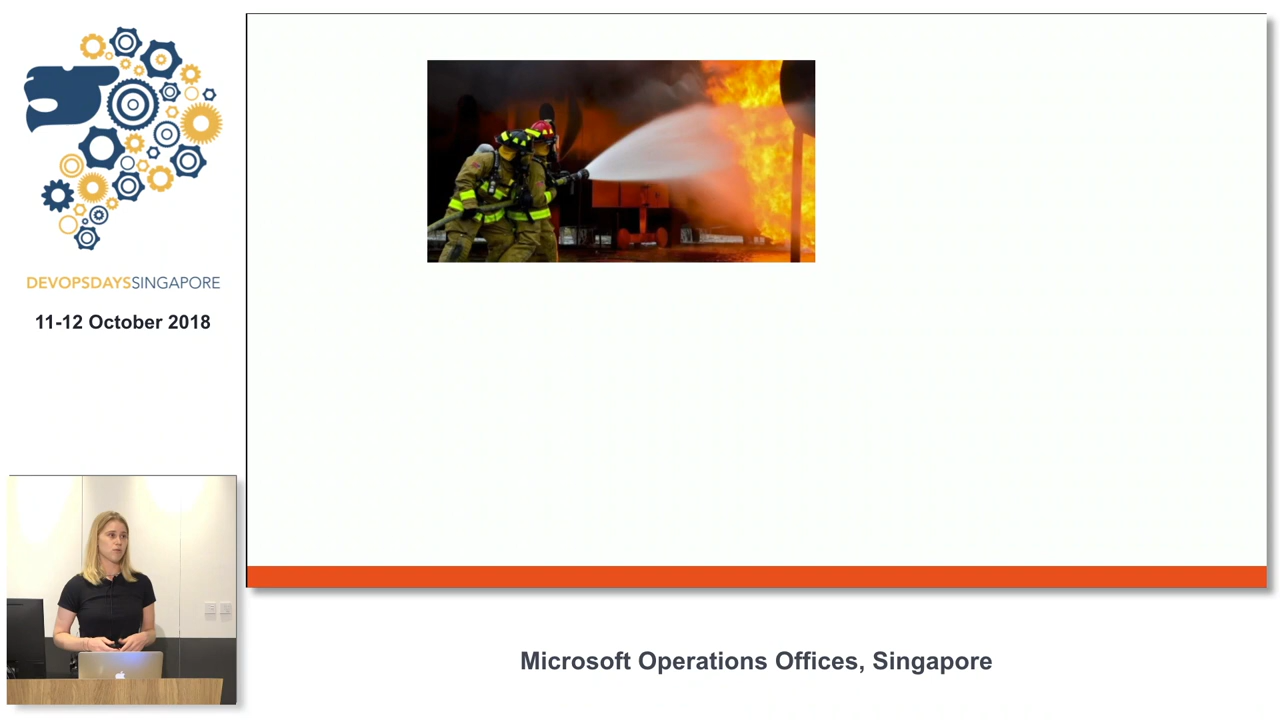 DEVOPSDAYSSINGAPORE
11-12 October 2018
Microsoft Operations Offices, Singapore